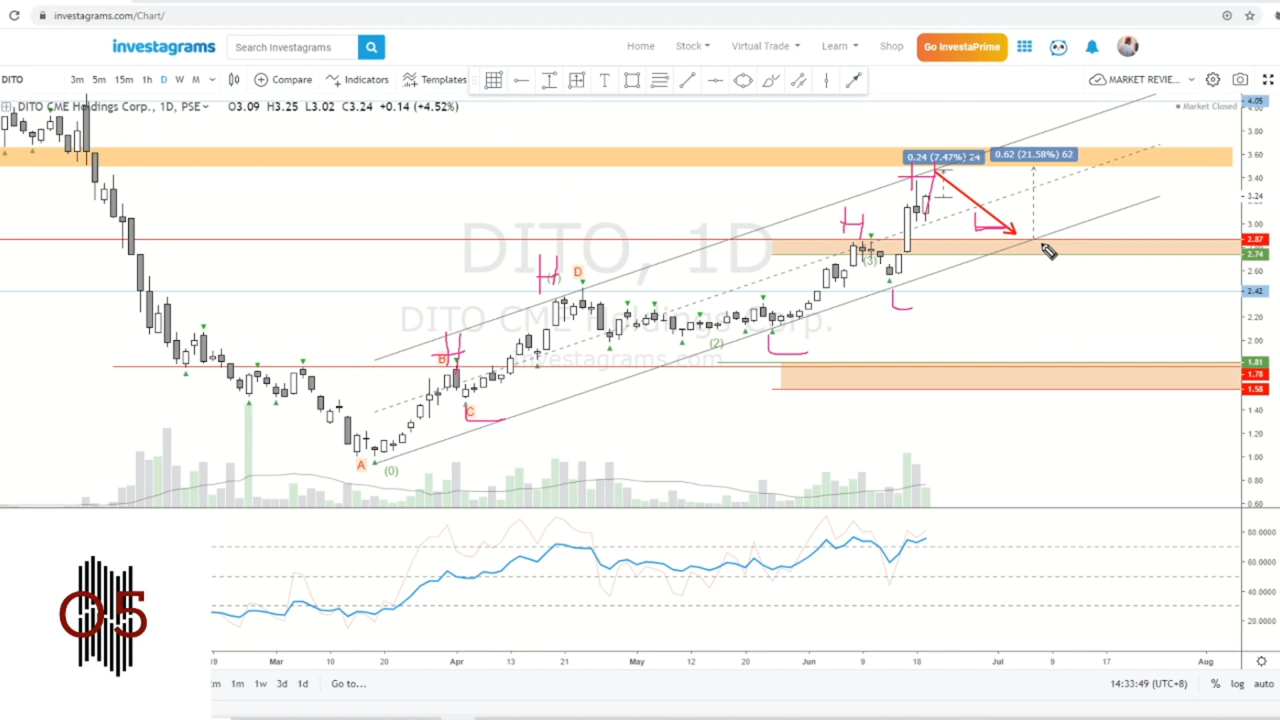 investagrams.com/Chart/
investagrams Search Investagrams Home Stock Virtual Trade Learn Shop Go InvestaPrime
DITO 3m 5m 15m 1h D W M Compare Indicators Templates T MARKET REVIE...
DITO CME Holdings Corp., 1D, PSE O3.09 H3.25 L3.02 C3.24 +0.14 (+4.52%)
Market Closed
4.05
4.00
3.80
3.60
3.40
3.24
3.00
2.87
2.74
2.60
2.42
2.20
2.00
1.81
1.78
1.58
1.40
1.20
1.00
0.80
0.60
0.24 (7.47%) 24
0.62 (21.58%) 62
DITO, 1D
DITO CME Holdings Corp.
investagrams.com
H
H
H
H
L
L
L
L
A
B
C
D
(0)
(2)
(3)
80.0000
60.0000
40.0000
20.0000
O5
19 Mar 10 20 Apr 13 21 May 12 20 Jun 9 18 Jul 9 17 Aug
1m 1w 3d 1d Go to... 14:33:49 (UTC+8) % log auto